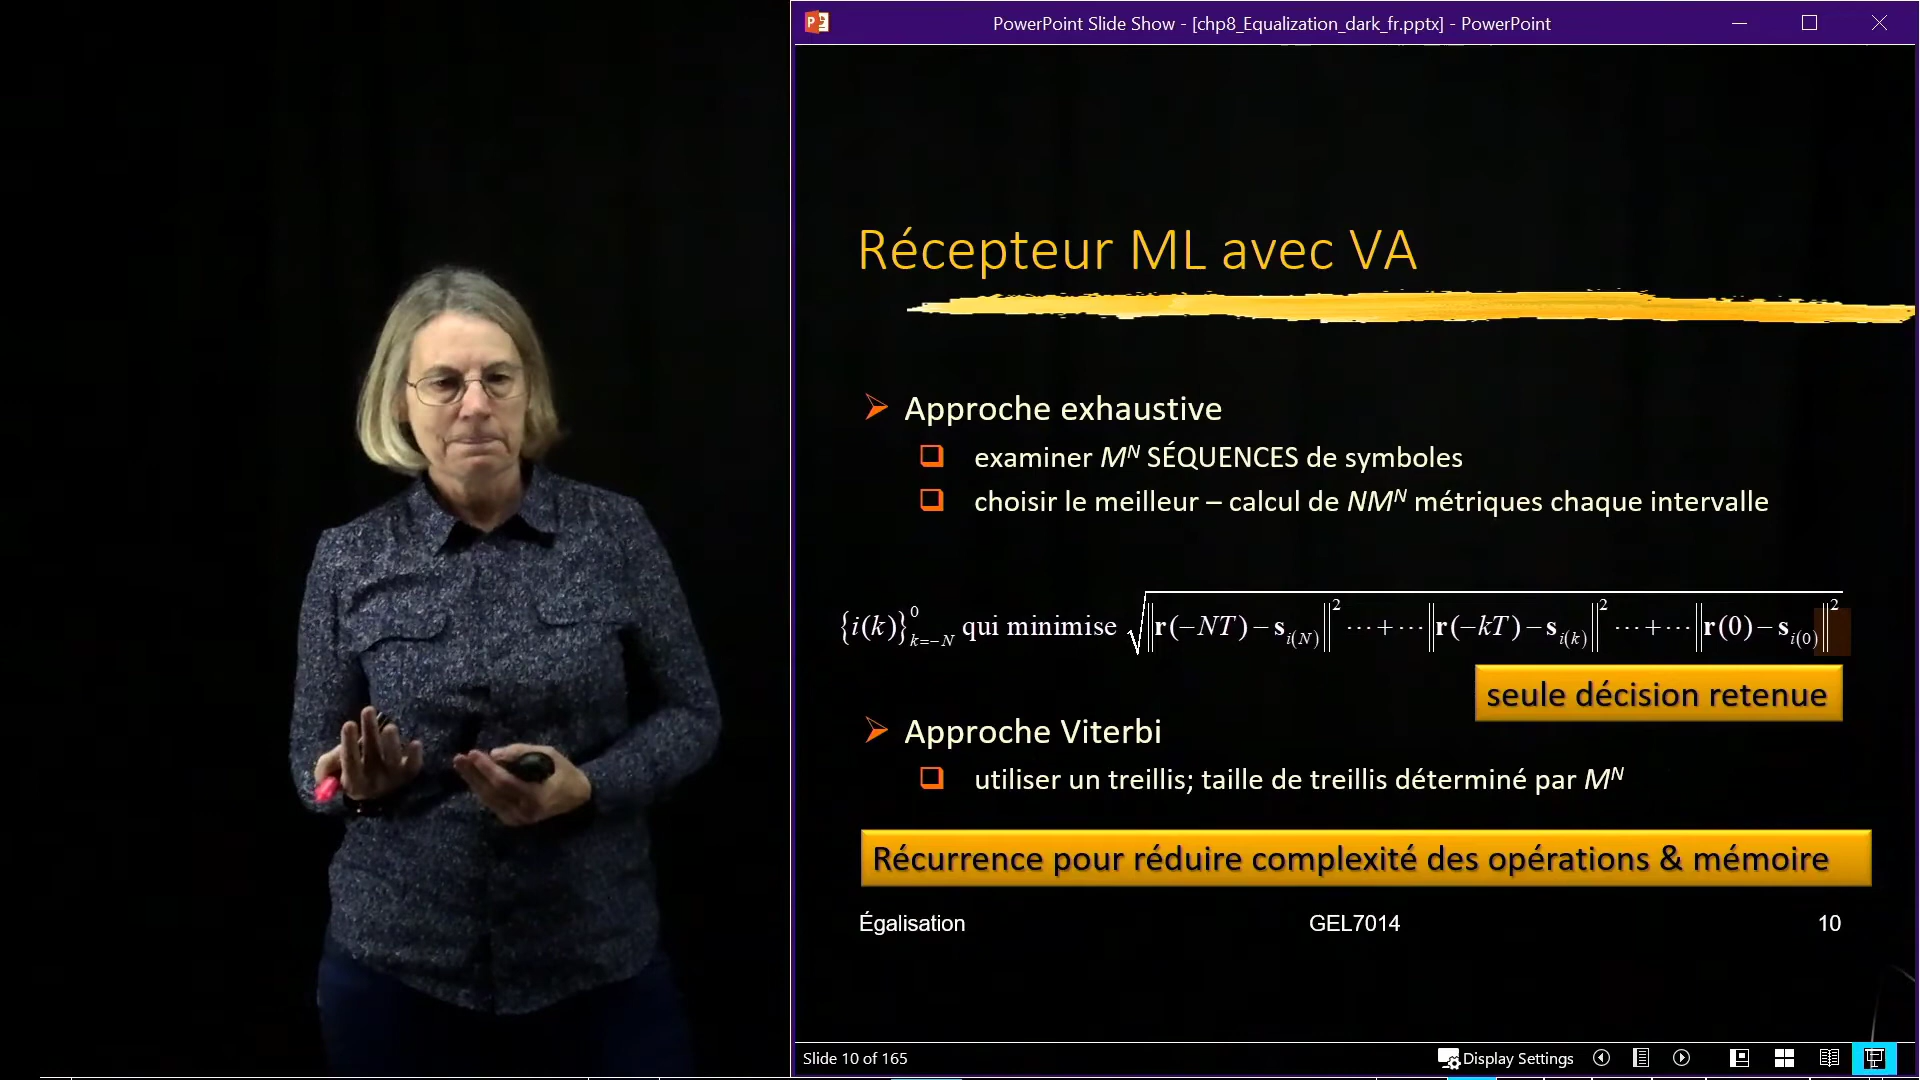 PowerPoint Slide Show - [chp8_Equalization_dark_fr.pptx] - PowerPoint
Récepteur ML avec VA
Approche exhaustive
examiner M^N SÉQUENCES de symboles
choisir le meilleur – calcul de NM^N métriques chaque intervalle
{i(k)}_{k=-N}^0 qui minimise √(‖r(-NT)-s_{i(N)}‖^2 ⋯+⋯‖r(-kT)-s_{i(k)}‖^2 ⋯+⋯‖r(0)-s_{i(0)}‖^2)
seule décision retenue
Approche Viterbi
utiliser un treillis; taille de treillis déterminé par M^N
Récurrence pour réduire complexité des opérations & mémoire
Égalisation GEL7014 10
Slide 10 of 165 Display Settings